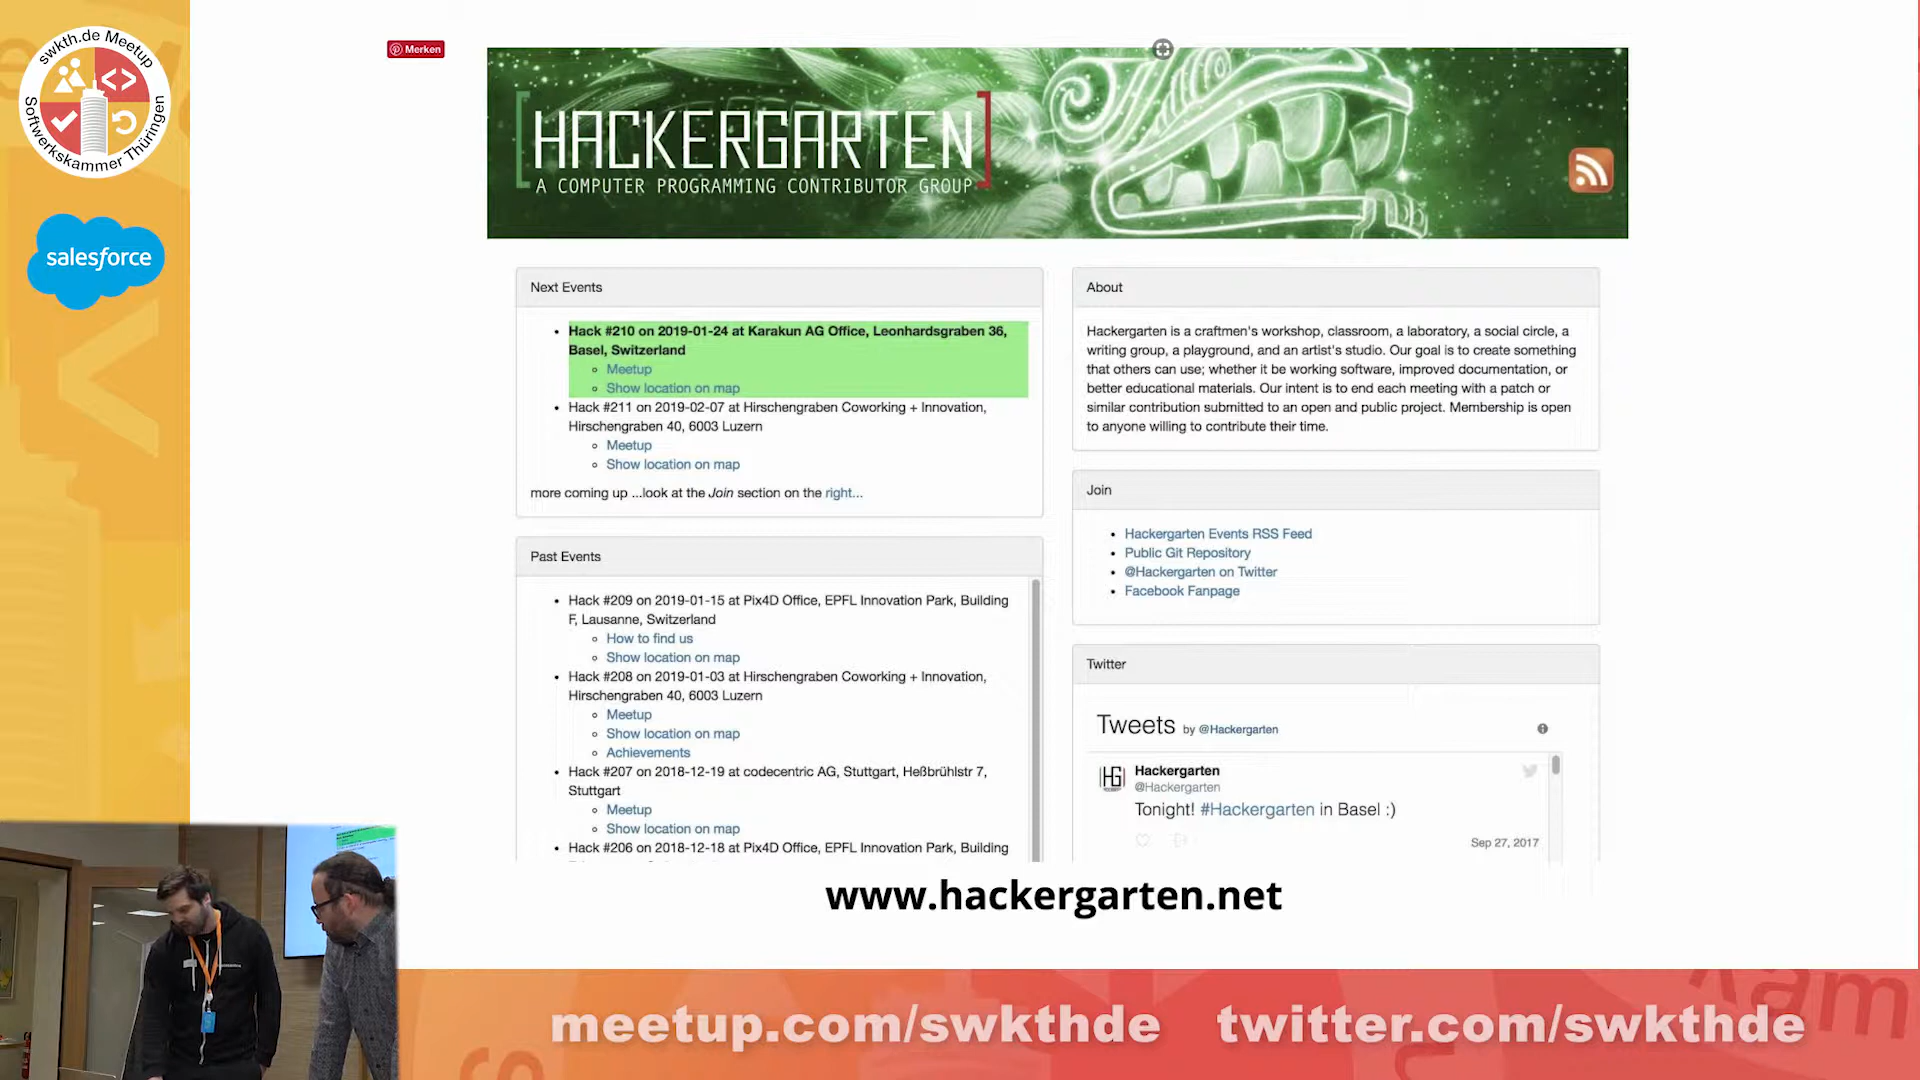 swkth.de Meetup
Softwerkskammer Thüringen
salesforce
Merken
HACKERGARTEN
A COMPUTER PROGRAMMING CONTRIBUTOR GROUP
Next Events
Hack #210 on 2019-01-24 at Karakun AG Office, Leonhardsgraben 36,
Basel, Switzerland
Meetup
Show location on map
Hack #211 on 2019-02-07 at Hirschengraben Coworking + Innovation,
Hirschengraben 40, 6003 Luzern
Meetup
Show location on map
more coming up ...look at the Join section on the right...
Past Events
Hack #209 on 2019-01-15 at Pix4D Office, EPFL Innovation Park, Building
F, Lausanne, Switzerland
How to find us
Show location on map
Hack #208 on 2019-01-03 at Hirschengraben Coworking + Innovation,
Hirschengraben 40, 6003 Luzern
Meetup
Show location on map
Achievements
Hack #207 on 2018-12-19 at codecentric AG, Stuttgart, Heßbrühlstr 7,
Stuttgart
Meetup
Show location on map
Hack #206 on 2018-12-18 at Pix4D Office, EPFL Innovation Park, Building
About
Hackergarten is a craftmen's workshop, classroom, a laboratory, a social circle, a
writing group, a playground, and an artist's studio. Our goal is to create something
that others can use; whether it be working software, improved documentation, or
better educational materials. Our intent is to end each meeting with a patch or
similar contribution submitted to an open and public project. Membership is open
to anyone willing to contribute their time.
Join
Hackergarten Events RSS Feed
Public Git Repository
@Hackergarten on Twitter
Facebook Fanpage
Twitter
Tweets by @Hackergarten
HG
Hackergarten
@Hackergarten
Tonight! #Hackergarten in Basel :)
Sep 27, 2017
www.hackergarten.net
meetup.com/swkthde twitter.com/swkthde